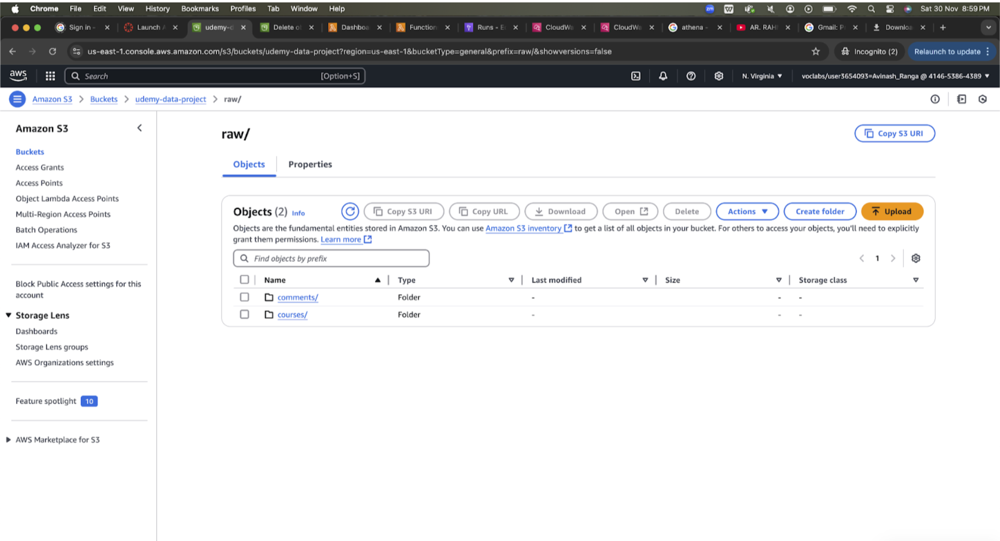 Chrome File Edit View History Bookmarks Profiles Tab Window Help zm Sat 30 Nov 8:59 PM
Sign in - Launch A udemy-d Delete o Dashboa Function Runs - E CloudWa CloudWa athena - AR. RAH Gmail: P Downloa
us-east-1.console.aws.amazon.com/s3/buckets/udemy-data-project?region=us-east-1&bucketType=general&prefix=raw/&showversions=false Incognito (2) Relaunch to update
aws Search [Option+S] N. Virginia voclabs/user3654093=Avinash_Ranga @ 4146-5386-4389
Amazon S3 Buckets udemy-data-project raw/
Amazon S3
Buckets
Access Grants
Access Points
Object Lambda Access Points
Multi-Region Access Points
Batch Operations
IAM Access Analyzer for S3
Block Public Access settings for this
account
Storage Lens
Dashboards
Storage Lens groups
AWS Organizations settings
Feature spotlight 10
AWS Marketplace for S3
raw/ Copy S3 URI
Objects Properties
Objects (2) Info Copy S3 URI Copy URL Download Open Delete Actions Create folder Upload
Objects are the fundamental entities stored in Amazon S3. You can use Amazon S3 inventory to get a list of all objects in your bucket. For others to access your objects, you'll need to explicitly
grant them permissions. Learn more
Find objects by prefix 1
Name Type Last modified Size Storage class
comments/ Folder - - -
courses/ Folder - - -